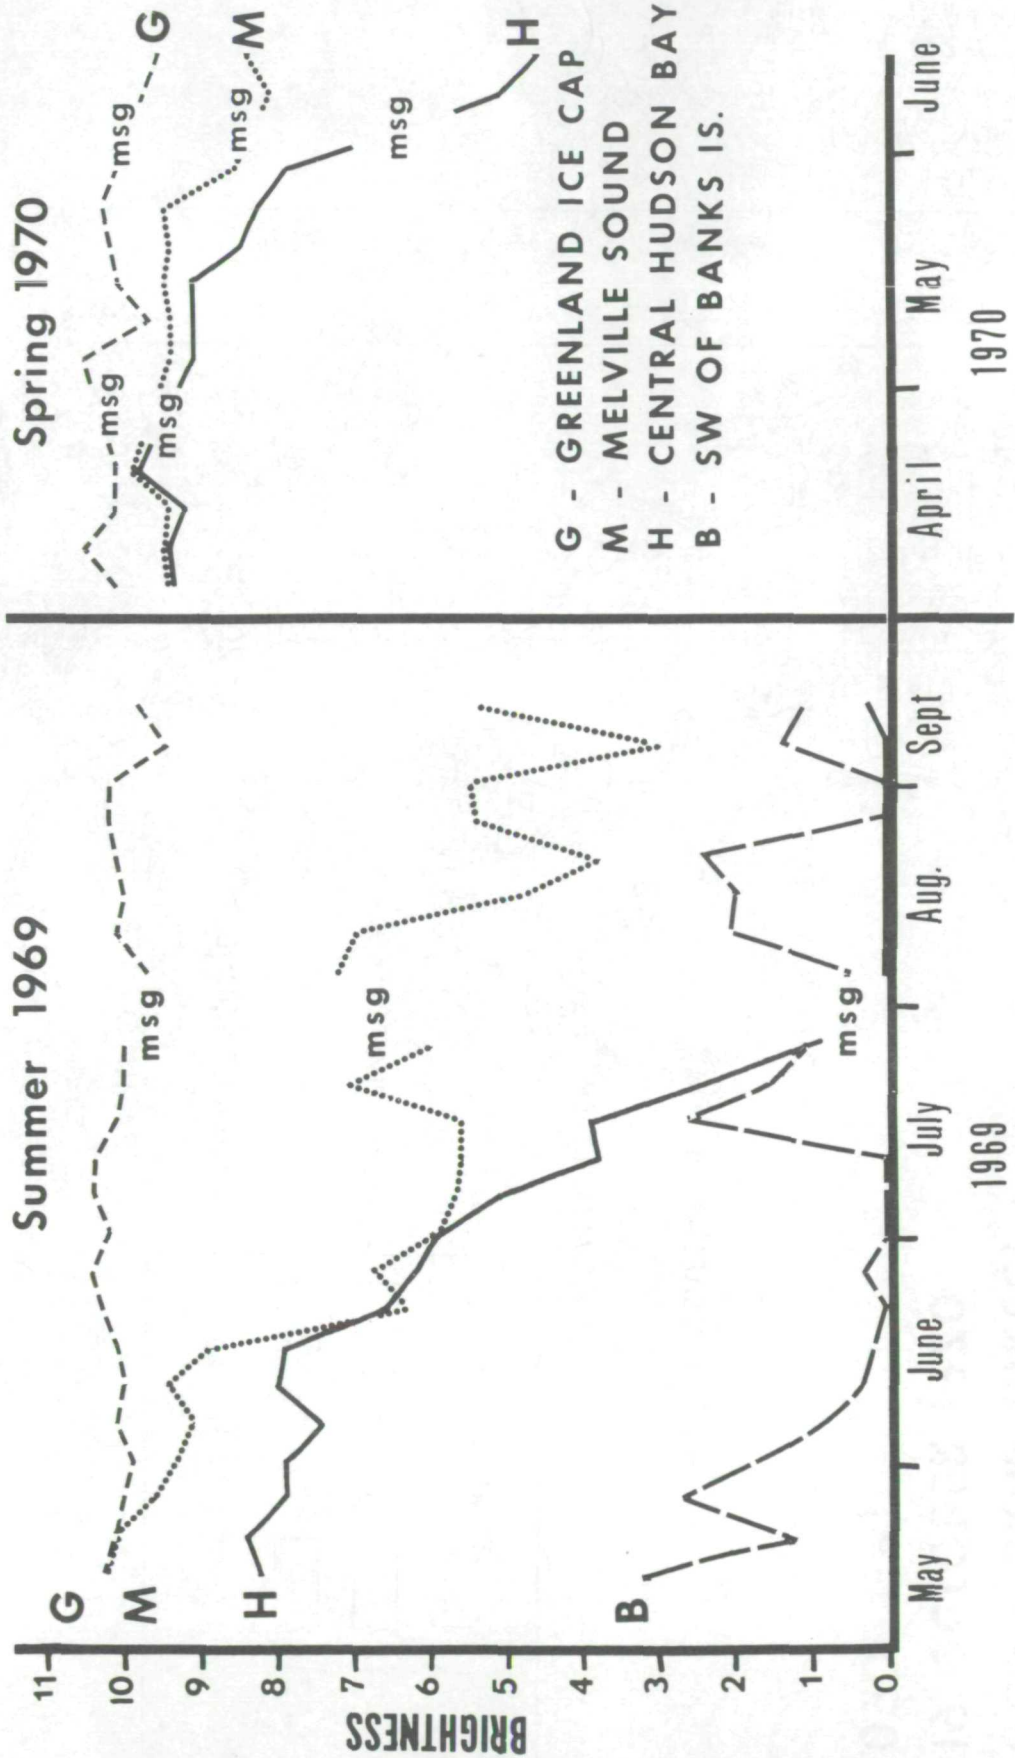 Summer 1969
Spring 1970
BRIGHTNESS
11
10
9
8
7
6
5
4
3
2
1
0
G
M
H
B
msg
msg
msg
msg
msg
msg
msg
msg
G
M
H
G - GREENLAND ICE CAP
M - MELVILLE SOUND
H - CENTRAL HUDSON BAY
B - SW OF BANKS IS.
May June July Aug. Sept April May June
1969 1970